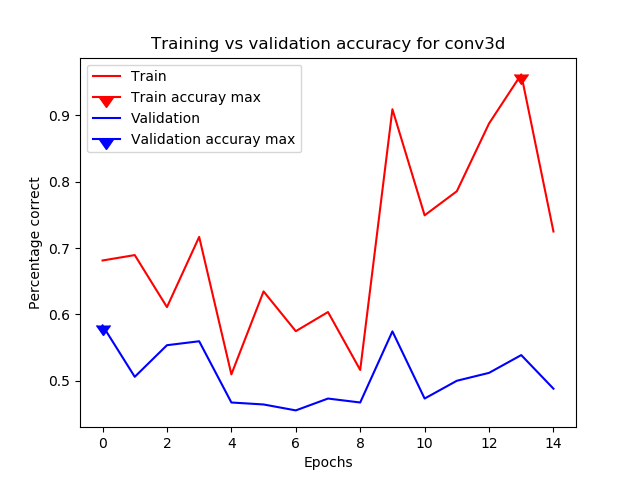 Training vs validation accuracy for conv3d
Train
Train accuray max
Validation
Validation accuray max
Percentage correct
0.9
0.8
0.7
0.6
0.5
0 2 4 6 8 10 12 14
Epochs